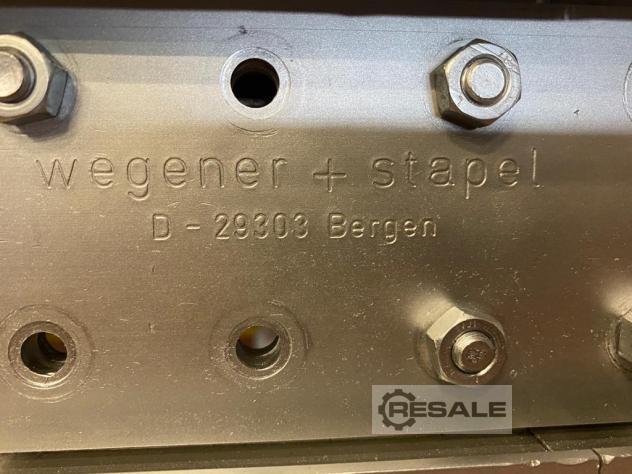 wegener + stapel
D - 29303 Bergen
RESALE